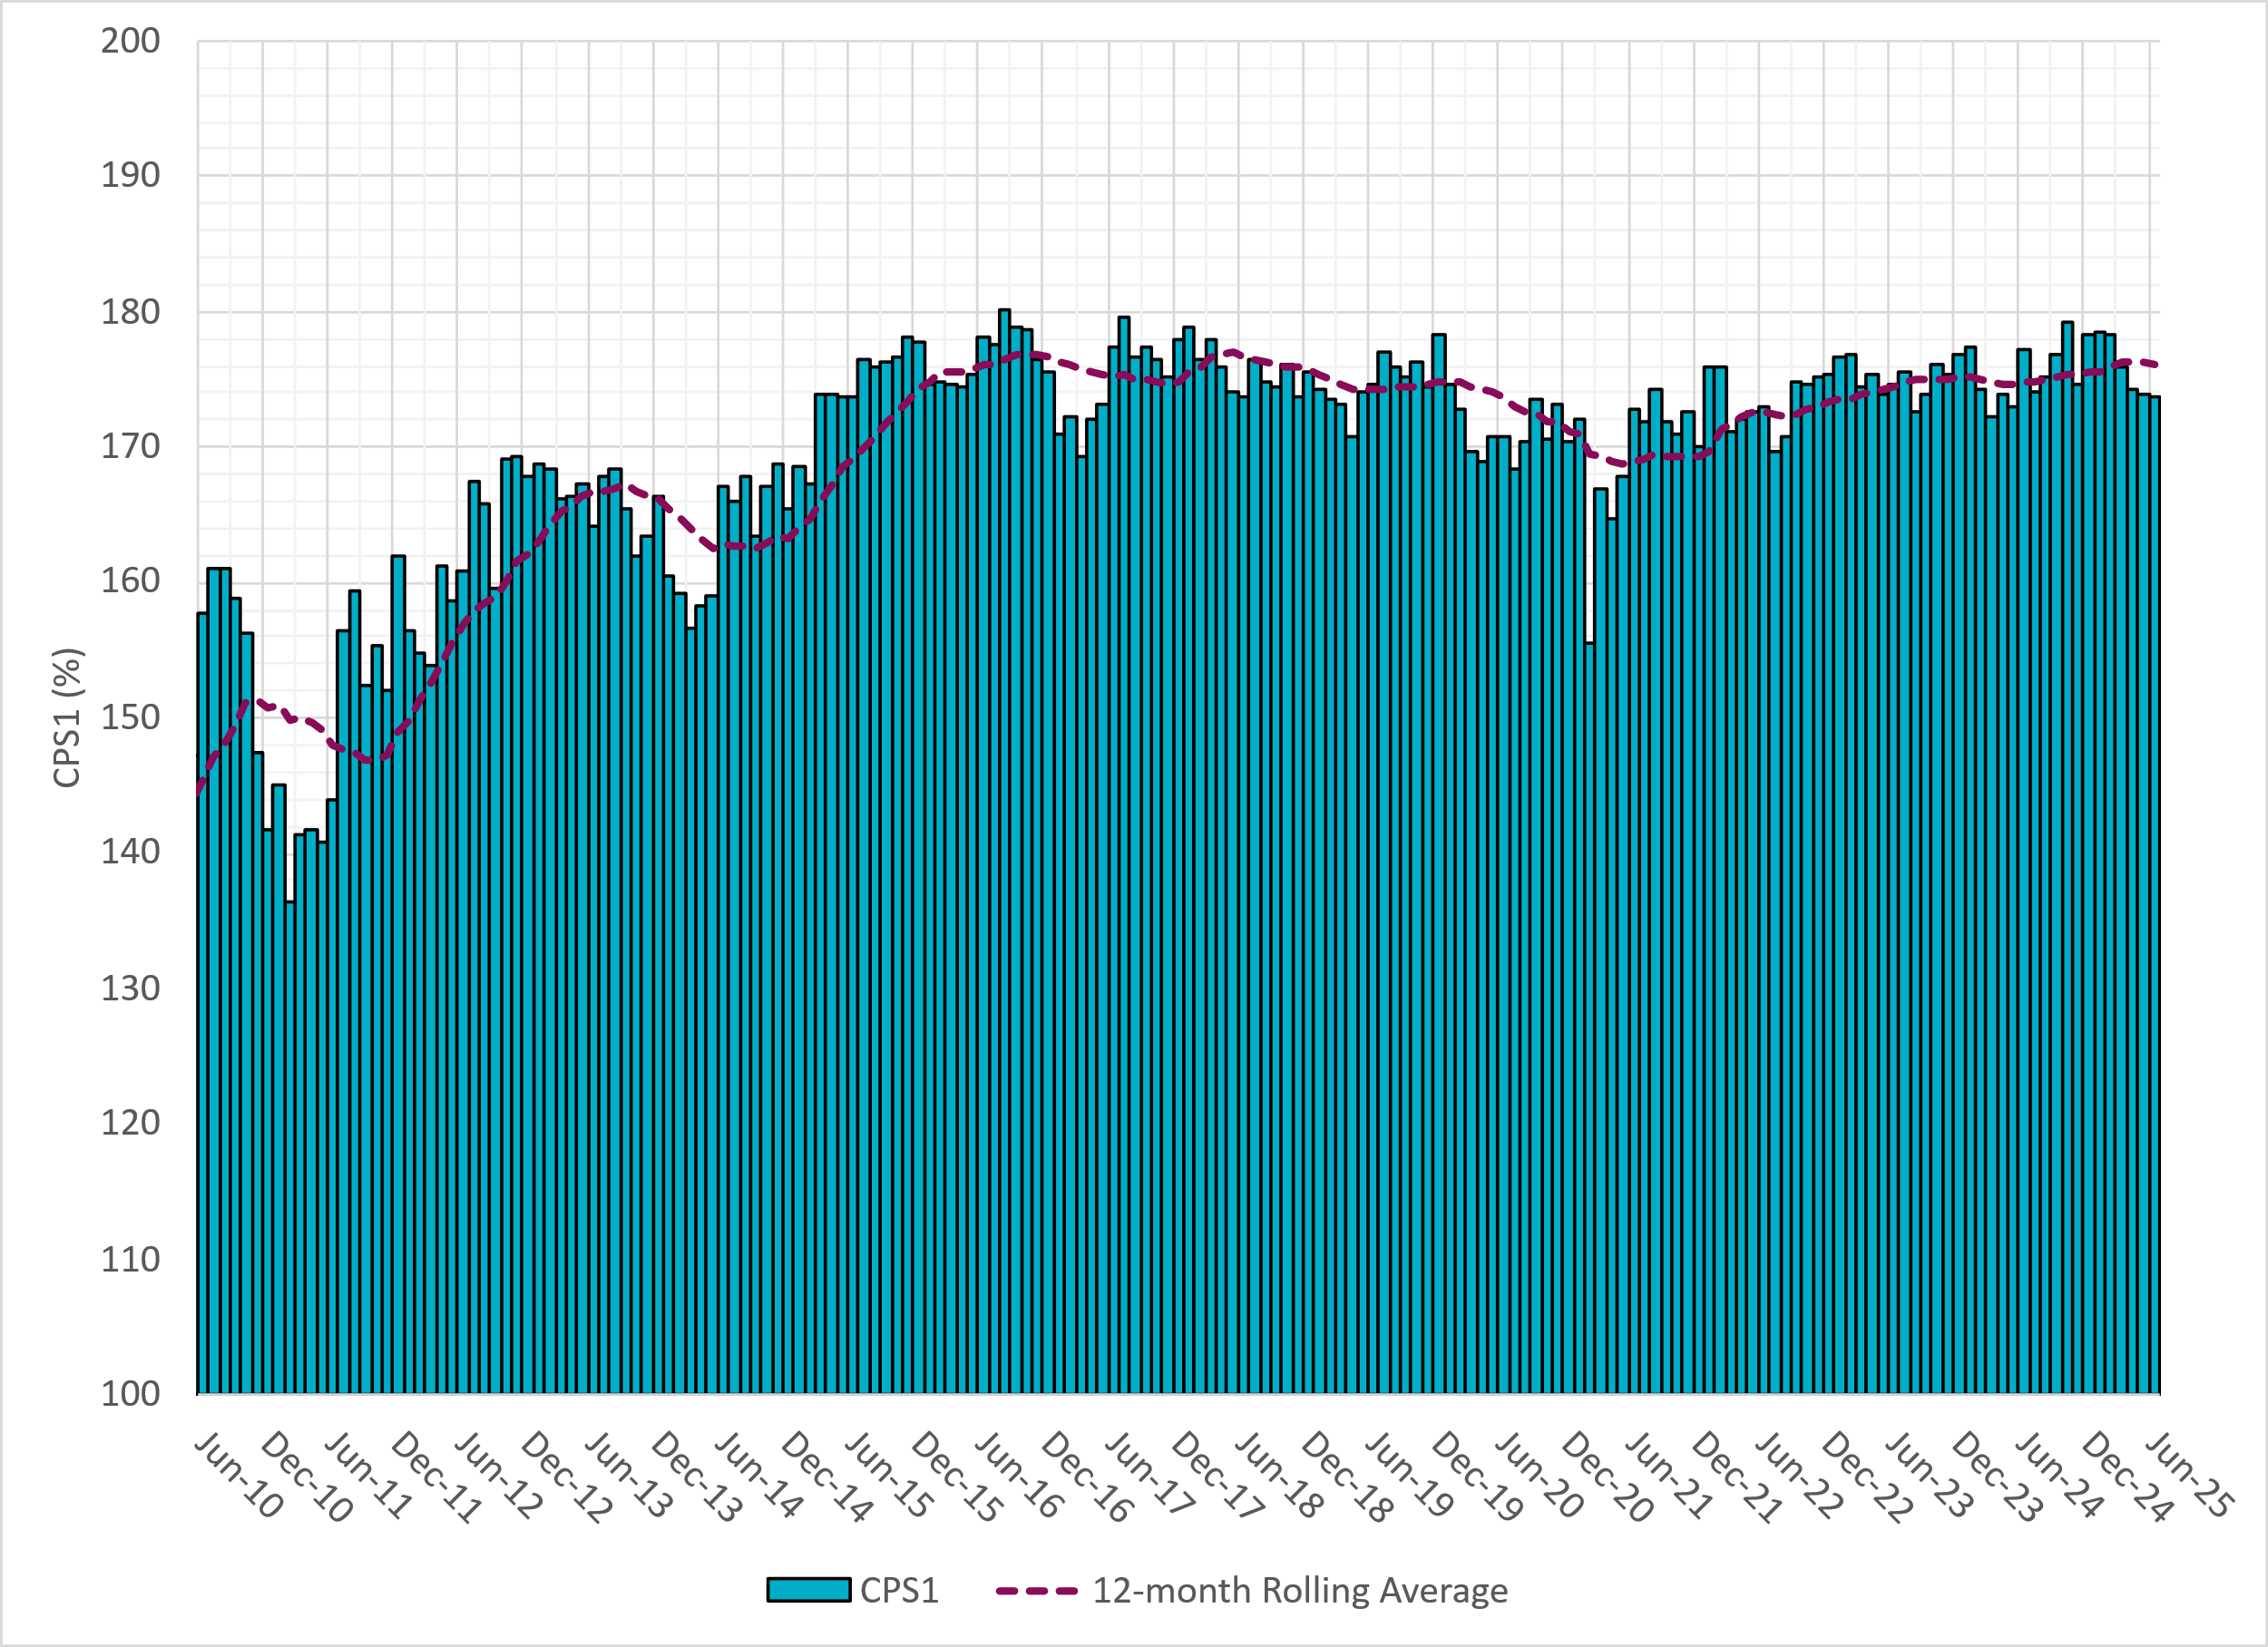 200
190
180
170
160
150
140
130
120
110
100
CPS1 (%)
Jun-10
Dec-10
Jun-11
Dec-11
Jun-12
Dec-12
Jun-13
Dec-13
Jun-14
Dec-14
Jun-15
Dec-15
Jun-16
Dec-16
Jun-17
Dec-17
Jun-18
Dec-18
Jun-19
Dec-19
Jun-20
Dec-20
Jun-21
Dec-21
Jun-22
Dec-22
Jun-23
Dec-23
Jun-24
Dec-24
Jun-25
CPS1
12-month Rolling Average